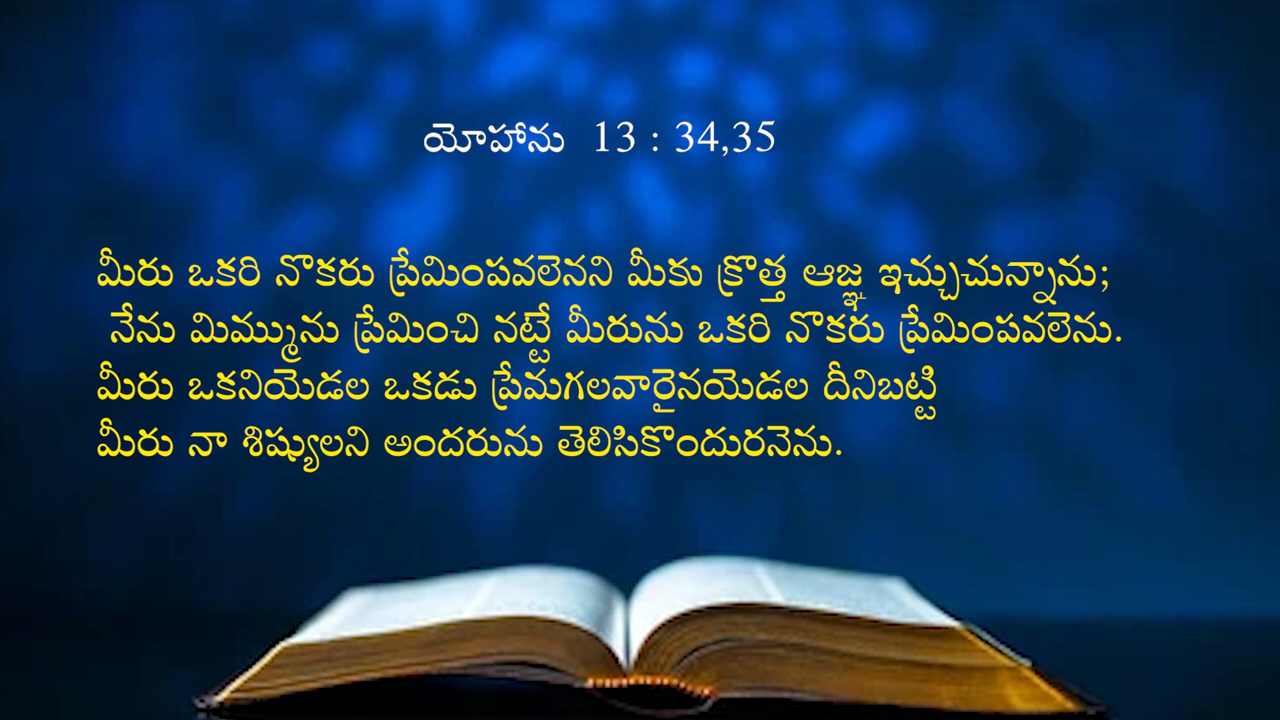 యోహాను 13 : 34,35
మీరు ఒకరి నొకరు ప్రేమింపవలెనని మీకు క్రొత్త ఆజ్ఞ ఇచ్చుచున్నాను;
నేను మిమ్మును ప్రేమించి నట్టే మీరును ఒకరి నొకరు ప్రేమింపవలెను.
మీరు ఒకనియెడల ఒకడు ప్రేమగలవారైనయెడల దీనిబట్టి
మీరు నా శిష్యులని అందరును తెలిసికొందురనెను.